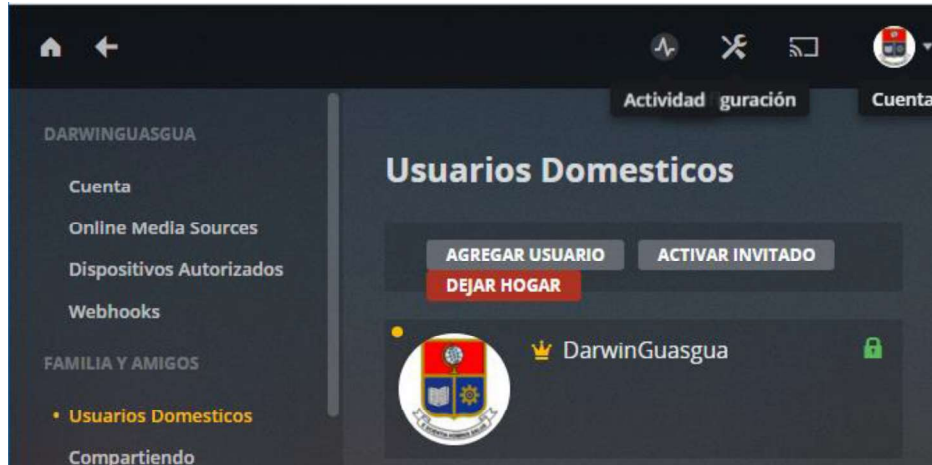 Actividad guración Cuenta
DARWINGUASGUA
Cuenta
Online Media Sources
Dispositivos Autorizados
Webhooks
FAMILIA Y AMIGOS
• Usuarios Domesticos
Compartiendo
Usuarios Domesticos
AGREGAR USUARIO ACTIVAR INVITADO
DEJAR HOGAR
DarwinGuasgua